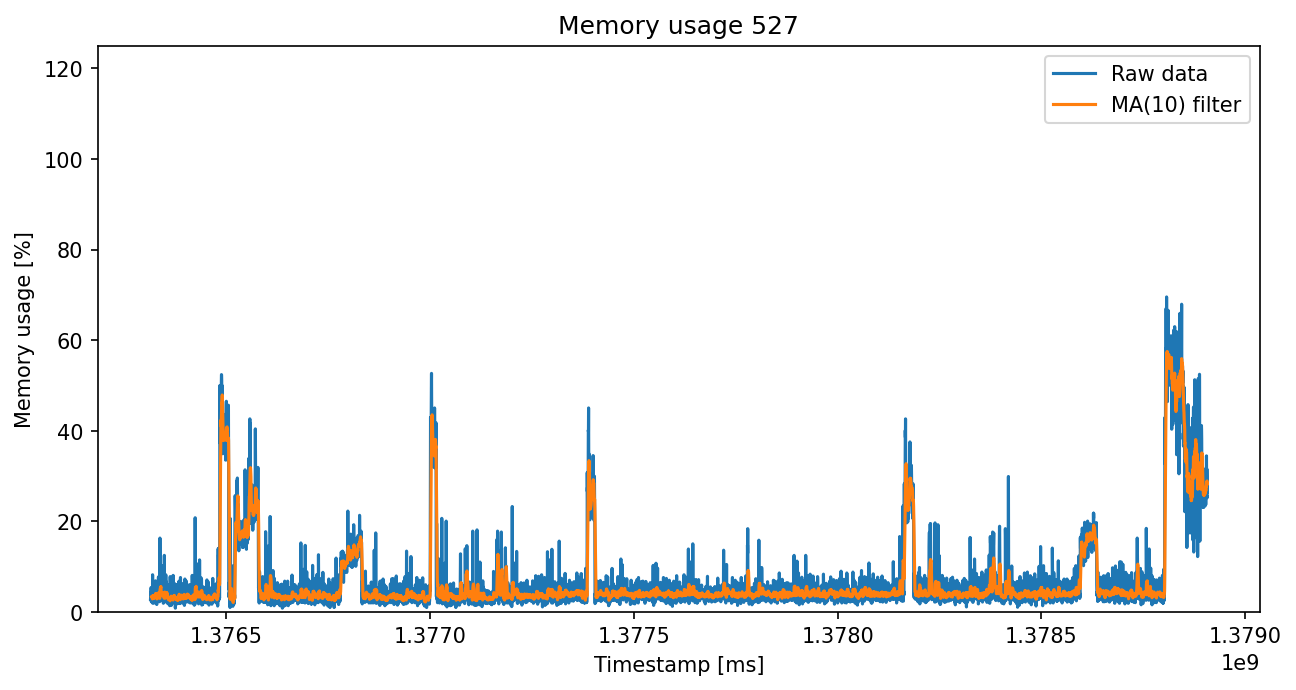 Memory usage 527
Raw data
MA(10) filter
Memory usage [%]
120
100
80
60
40
20
0
1.3765 1.3770 1.3775 1.3780 1.3785 1.3790
1e9
Timestamp [ms]